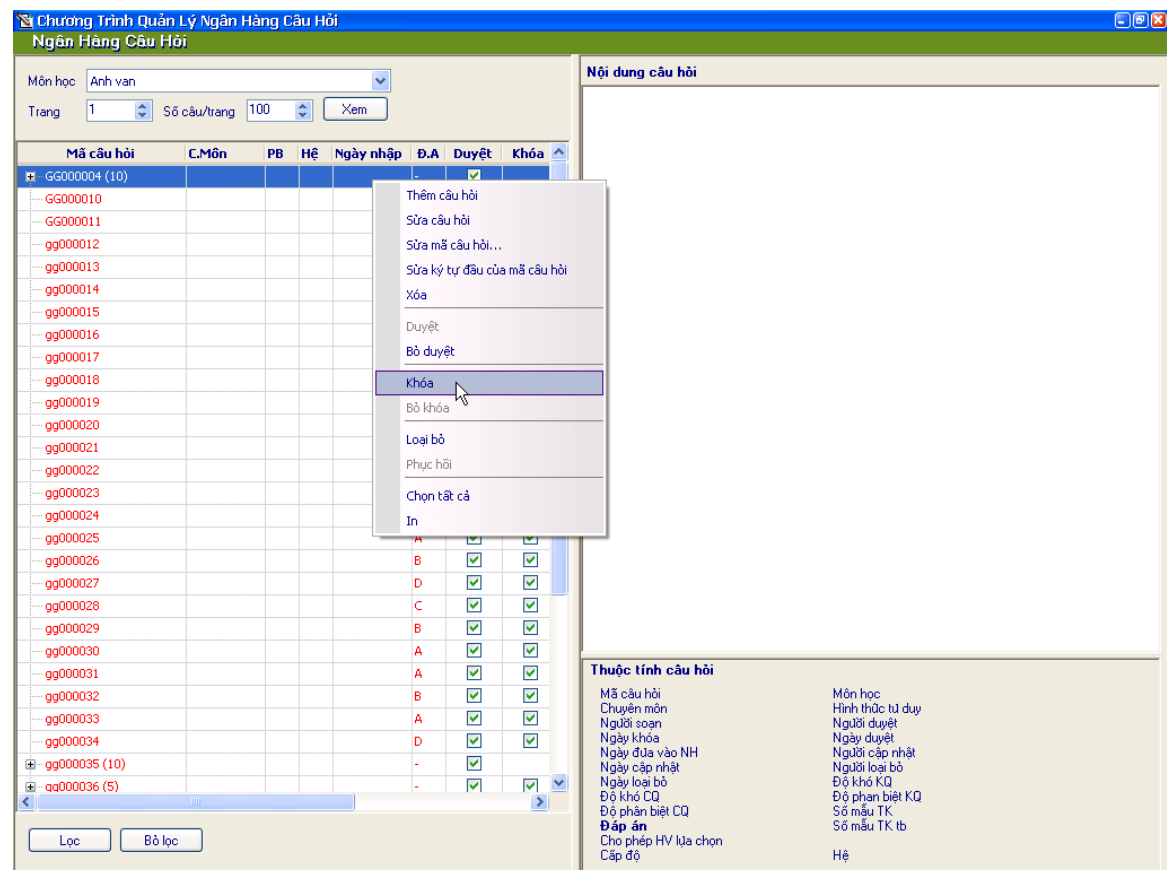 Chương Trình Quản Lý Ngân Hàng Câu Hỏi
Ngân Hàng Câu Hỏi
Môn học Anh van
Trang 1 Số câu/trang 100 Xem
Mã câu hỏi C.Môn PB Hệ Ngày nhập Đ.A Duyệt Khóa
GG000004 (10) -
GG000010
GG000011
gg000012
gg000013
gg000014
gg000015
gg000016
gg000017
gg000018
gg000019
gg000020
gg000021
gg000022
gg000023
gg000024
gg000025 A
gg000026 B
gg000027 D
gg000028 C
gg000029 B
gg000030 A
gg000031 A
gg000032 B
gg000033 A
gg000034 D
gg000035 (10) -
gg000036 (5) -
Lọc Bỏ lọc
Thêm câu hỏi
Sửa câu hỏi
Sửa mã câu hỏi...
Sửa ký tự đầu của mã câu hỏi
Xóa
Duyệt
Bỏ duyệt
Khóa
Bỏ khóa
Loại bỏ
Phục hồi
Chọn tất cả
In
Nội dung câu hỏi
Thuộc tính câu hỏi
Mã câu hỏi Môn học
Chuyên môn Hình thức tư duy
Người soạn Người duyệt
Ngày khóa Ngày duyệt
Ngày đưa vào NH Người cập nhật
Ngày cập nhật Người loại bỏ
Ngày loại bỏ Độ khó KQ
Độ khó CQ Độ phan biệt KQ
Độ phân biệt CQ Số mẫu TK
Đáp án Số mẫu TK tb
Cho phép HV lựa chọn
Cấp độ Hệ